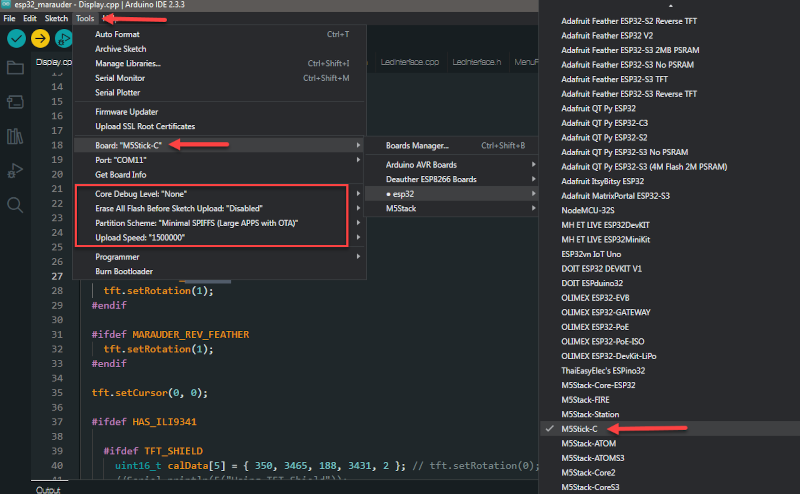 esp32_marauder - Display.cpp | Arduino IDE 2.3.3
File Edit Sketch Tools
Auto Format Ctrl+T
Archive Sketch
Manage Libraries... Ctrl+Shift+I
Serial Monitor Ctrl+Shift+M
Serial Plotter
Firmware Updater
Upload SSL Root Certificates
Board: "M5Stick-C"
Port: "COM11"
Get Board Info
Core Debug Level: "None"
Erase All Flash Before Sketch Upload: "Disabled"
Partition Scheme: "Minimal SPIFFS (Large APPS with OTA)"
Upload Speed: "1500000"
Programmer
Burn Bootloader
Boards Manager... Ctrl+Shift+B
Arduino AVR Boards
Deauther ESP8266 Boards
esp32
M5Stack
Adafruit Feather ESP32-S2 Reverse TFT
Adafruit Feather ESP32 V2
Adafruit Feather ESP32-S3 2MB PSRAM
Adafruit Feather ESP32-S3 No PSRAM
Adafruit Feather ESP32-S3 TFT
Adafruit Feather ESP32-S3 Reverse TFT
Adafruit QT Py ESP32
Adafruit QT Py ESP32-C3
Adafruit QT Py ESP32-S2
Adafruit QT Py ESP32-S3 No PSRAM
Adafruit QT Py ESP32-S3 (4M Flash 2M PSRAM)
Adafruit ItsyBitsy ESP32
Adafruit MatrixPortal ESP32-S3
NodeMCU-32S
MH ET LIVE ESP32DevKIT
MH ET LIVE ESP32MiniKit
ESP32vn IoT Uno
DOIT ESP32 DEVKIT V1
DOIT ESPduino32
OLIMEX ESP32-EVB
OLIMEX ESP32-GATEWAY
OLIMEX ESP32-PoE
OLIMEX ESP32-PoE-ISO
OLIMEX ESP32-DevKit-LiPo
ThaiEasyElec's ESPino32
M5Stack-Core-ESP32
M5Stack-FIRE
M5Stack-Station
M5Stick-C
M5Stack-ATOM
M5Stack-ATOMS3
M5Stack-Core2
M5Stack-CoreS3
Display.cp LedInterface.cpp LedInterface.h MenuF
14
15
16
17
18
19
20
21
22
23
24
25
26
27
28 tft.setRotation(1);
29 #endif
30
31 #ifdef MARAUDER_REV_FEATHER
32 tft.setRotation(1);
33 #endif
34
35 tft.setCursor(0, 0);
36
37 #ifdef HAS_ILI9341
38
39 #ifdef TFT_SHIELD
40 uint16_t calData[5] = { 350, 3465, 188, 3431, 2 }; // tft.setRotation(0);
Output